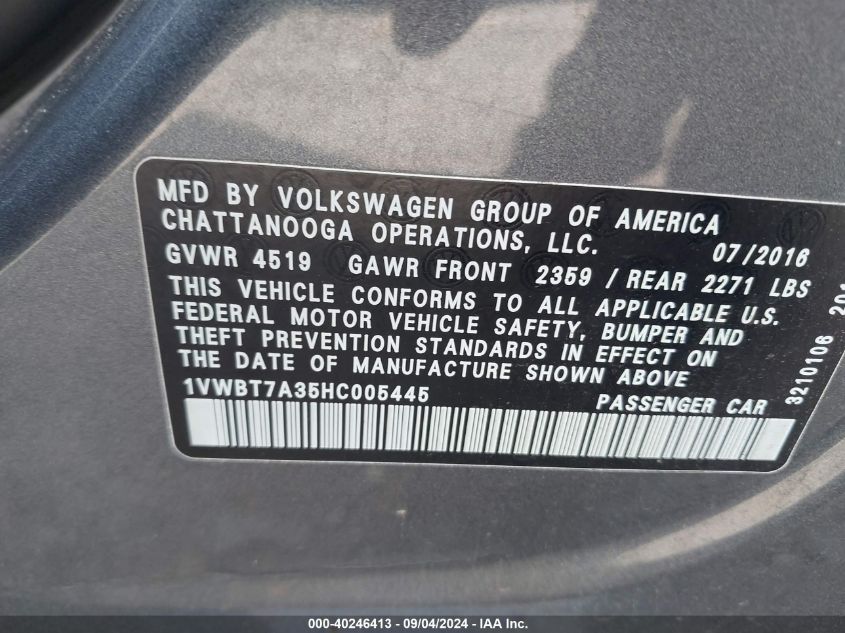 MFD BY VOLKSWAGEN GROUP OF AMERICA
CHATTANOOGA OPERATIONS, LLC. 07/2016
GVWR 4519 GAWR FRONT 2359 / REAR 2271 LBS
THIS VEHICLE CONFORMS TO ALL APPLICABLE U.S.
FEDERAL MOTOR VEHICLE SAFETY, BUMPER AND
THEFT PREVENTION STANDARDS IN EFFECT ON
THE DATE OF MANUFACTURE SHOWN ABOVE
1VWBT7A35HC005445 PASSENGER CAR
3210106
000-40246413 - 09/04/2024 - IAA Inc.